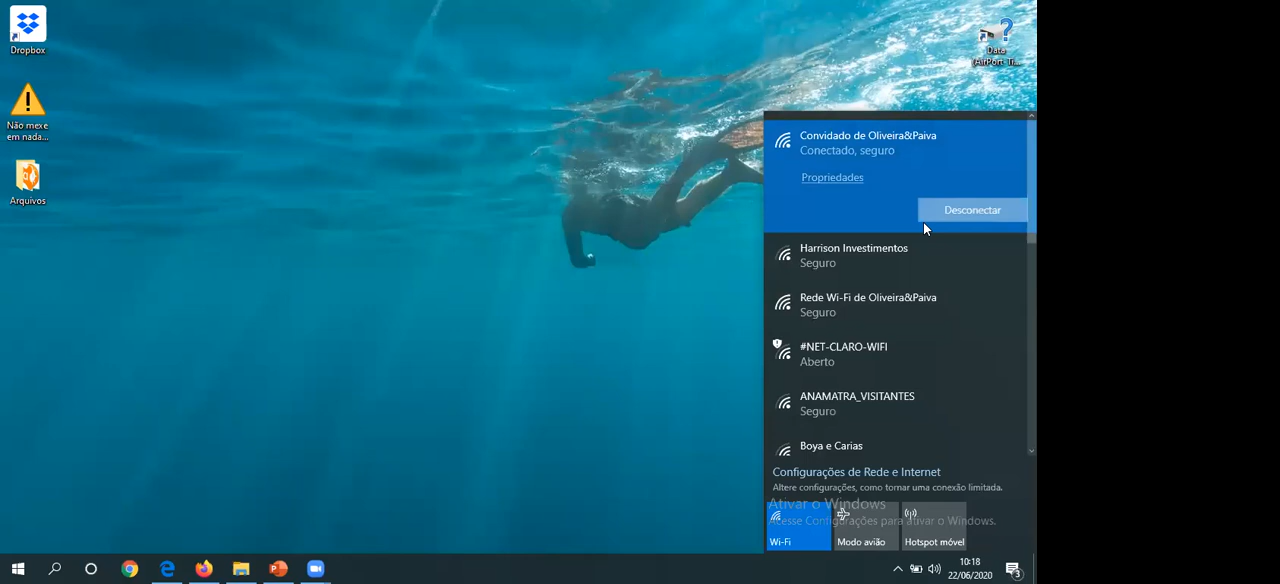 Dropbox
Não mexe
em nada...
Arquivos
Data
(AirPort Ti...
Convidado de Oliveira&Paiva
Conectado, seguro
Propriedades
Desconectar
Harrison Investimentos
Seguro
Rede Wi-Fi de Oliveira&Paiva
Seguro
#NET-CLARO-WIFI
Aberto
ANAMATRA_VISITANTES
Seguro
Boya e Carias
Configurações de Rede e Internet
Altere configurações, como tornar uma conexão limitada.
Ativar o Windows
Acesse Configurações para ativar o Windows.
Wi-Fi
Modo avião
Hotspot móvel
10:18
22/06/2020
3